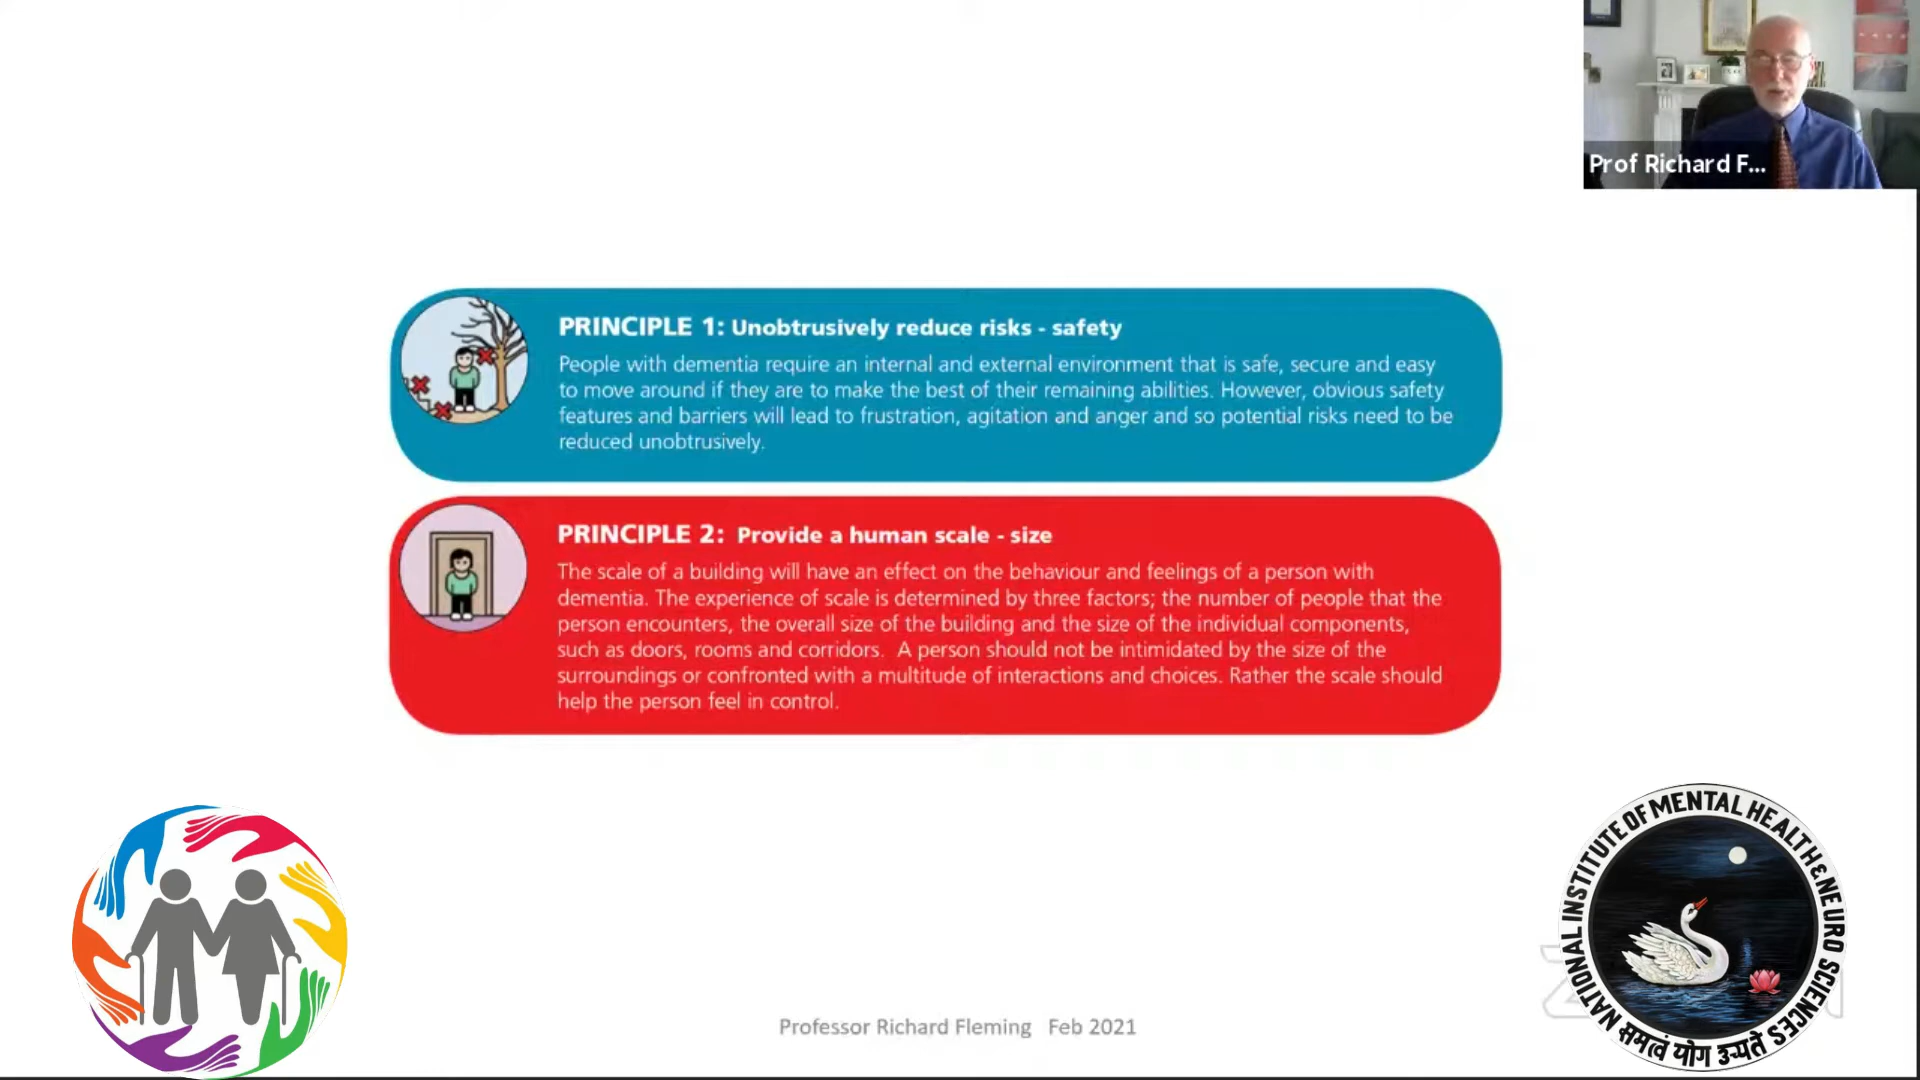 Prof Richard F...
PRINCIPLE 1: Unobtrusively reduce risks - safety
People with dementia require an internal and external environment that is safe, secure and easy
to move around if they are to make the best of their remaining abilities. However, obvious safety
features and barriers will lead to frustration, agitation and anger and so potential risks need to be
reduced unobtrusively.
PRINCIPLE 2: Provide a human scale - size
The scale of a building will have an effect on the behaviour and feelings of a person with
dementia. The experience of scale is determined by three factors; the number of people that the
person encounters, the overall size of the building and the size of the individual components,
such as doors, rooms and corridors. A person should not be intimidated by the size of the
surroundings or confronted with a multitude of interactions and choices. Rather the scale should
help the person feel in control.
NATIONAL INSTITUTE OF MENTAL HEALTH & NEURO SCIENCES
समत्वं योग उच्यते
Professor Richard Fleming Feb 2021